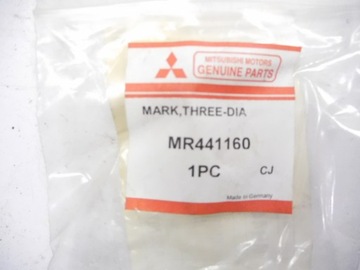 MITSUBISHI MOTORS
GENUINE PARTS
MARK,THREE-DIA
MR441160
1PC CJ
Made in Germany